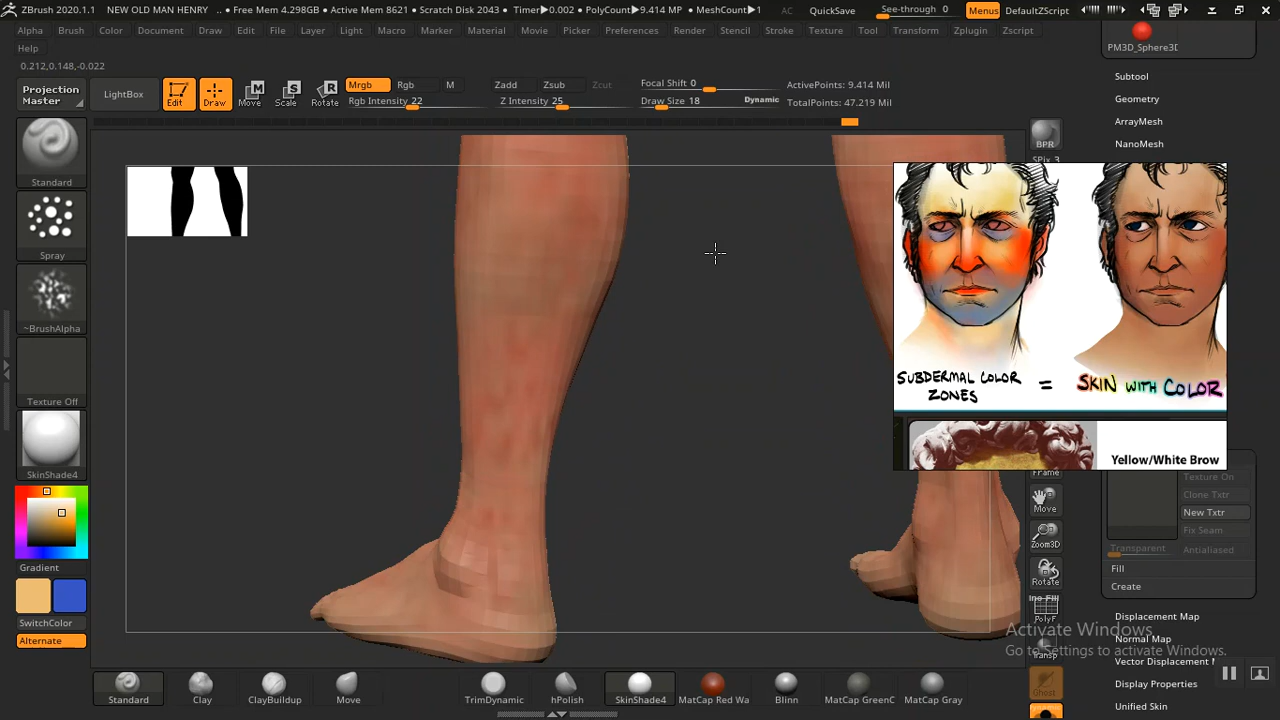 ZBrush 2020.1.1 NEW OLD MAN HENRY .. • Free Mem 4.298GB • Active Mem 8621 • Scratch Disk 2043 • Timer▶0.002 • PolyCount▶9.414 MP • MeshCount▶1 AC QuickSave See-through 0 Menus DefaultZScript
Alpha Brush Color Document Draw Edit File Layer Light Macro Marker Material Movie Picker Preferences Render Stencil Stroke Texture Tool Transform Zplugin Zscript
Help
0.212,0.148,-0.022
Projection Master
LightBox
Edit
Draw
Move
Scale
Rotate
Mrgb
Rgb
M
Rgb Intensity 22
Zadd
Zsub
Zcut
Z Intensity 25
Focal Shift 0
Draw Size 18
Dynamic
ActivePoints: 9.414 Mil
TotalPoints: 47.219 Mil
Standard
Spray
~BrushAlpha
Texture Off
SkinShade4
Gradient
SwitchColor
Alternate
BPR
SPix 3
SUBDERMAL COLOR
ZONES
=
SKIN WITH COLOR
Yellow/White Brow
Frame
Move
Zoom3D
Rotate
PolyF
Transp
Ghost
PM3D_Sphere3D
Subtool
Geometry
ArrayMesh
NanoMesh
Texture On
Clone Txtr
New Txtr
Fix Seam
Transparent
Antialiased
Fill
Create
Displacement Map
Normal Map
Vector Displacement M
Display Properties
Unified Skin
Activate Windows
Go to Settings to activate Windows.
Standard
Clay
ClayBuildup
Move
TrimDynamic
hPolish
SkinShade4
MatCap Red Wa
Blinn
MatCap GreenC
MatCap Gray